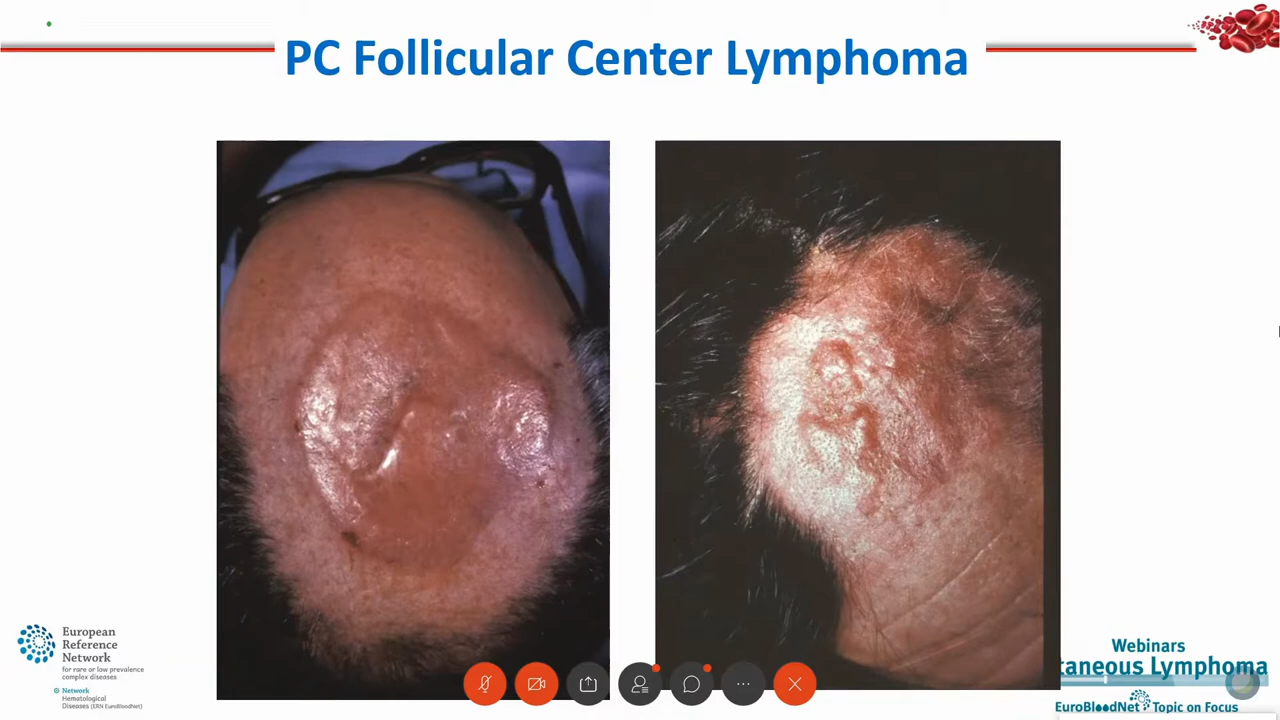 PC Follicular Center Lymphoma
European
Reference
Network
for rare or low prevalence
complex diseases
Network
Hematological
Diseases (ERN EuroBloodNet)
Webinars
taneous Lymphoma
EuroBloodNet Topic on Focus